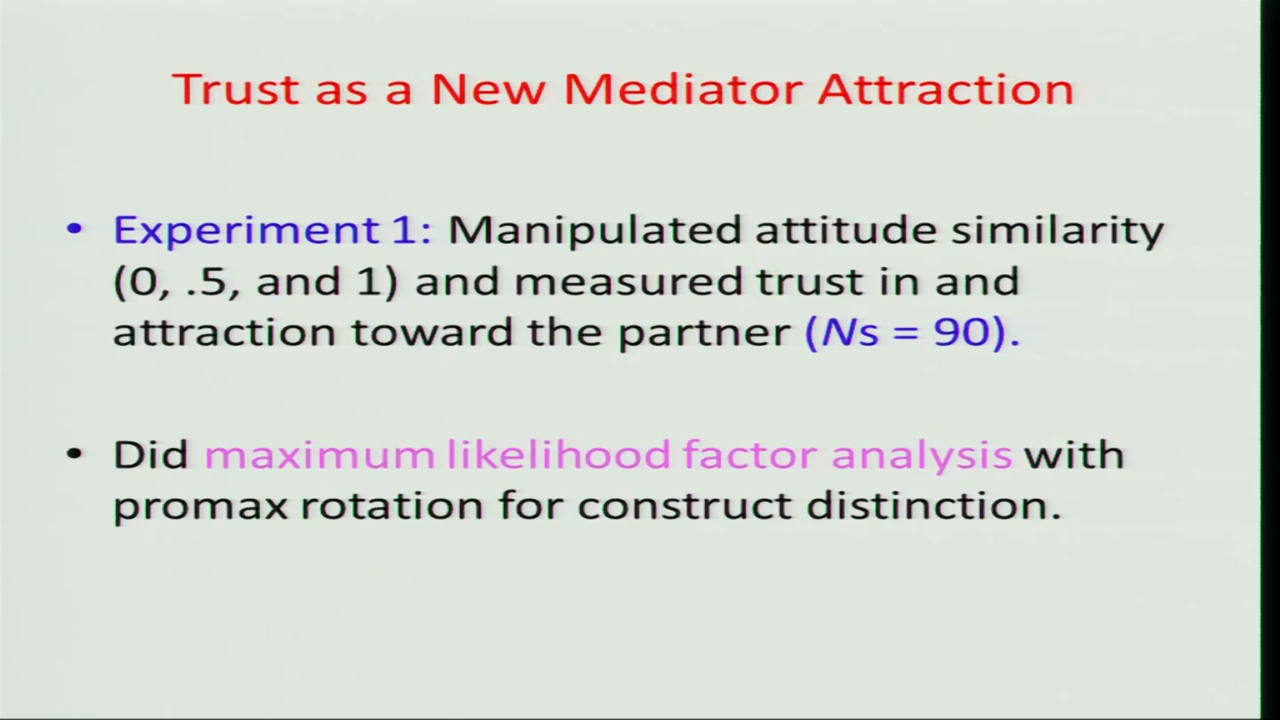 Trust as a New Mediator Attraction
• Experiment 1: Manipulated attitude similarity
(0, .5, and 1) and measured trust in and
attraction toward the partner (Ns = 90).
• Did maximum likelihood factor analysis with
promax rotation for construct distinction.